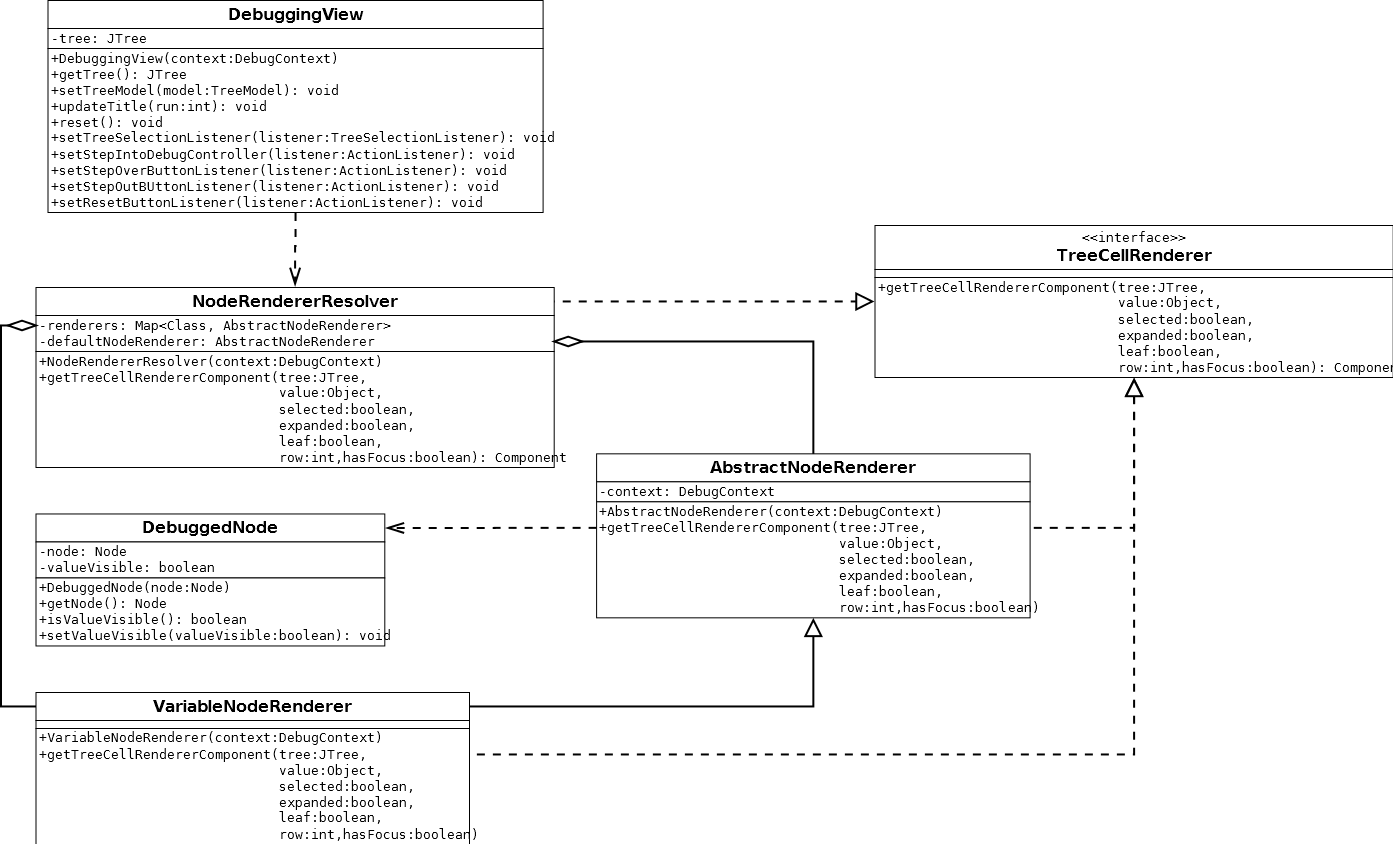 DebuggingView
-tree: JTree
+DebuggingView(context:DebugContext)
+getTree(): JTree
+setTreeModel(model:TreeModel): void
+updateTitle(run:int): void
+reset(): void
+setTreeSelectionListener(listener:TreeSelectionListener): void
+setStepIntoDebugController(listener:ActionListener): void
+setStepOverButtonListener(listener:ActionListener): void
+setStepOutBUttonListener(listener:ActionListener): void
+setResetButtonListener(listener:ActionListener): void
<<interface>>
TreeCellRenderer
+getTreeCellRendererComponent(tree:JTree,
value:Object,
selected:boolean,
expanded:boolean,
leaf:boolean,
row:int,hasFocus:boolean): Componen
NodeRendererResolver
-renderers: Map<Class, AbstractNodeRenderer>
-defaultNodeRenderer: AbstractNodeRenderer
+NodeRendererResolver(context:DebugContext)
+getTreeCellRendererComponent(tree:JTree,
value:Object,
selected:boolean,
expanded:boolean,
leaf:boolean,
row:int,hasFocus:boolean): Component
AbstractNodeRenderer
-context: DebugContext
+AbstractNodeRenderer(context:DebugContext)
+getTreeCellRendererComponent(tree:JTree,
value:Object,
selected:boolean,
expanded:boolean,
leaf:boolean,
row:int,hasFocus:boolean)
DebuggedNode
-node: Node
-valueVisible: boolean
+DebuggedNode(node:Node)
+getNode(): Node
+isValueVisible(): boolean
+setValueVisible(valueVisible:boolean): void
VariableNodeRenderer
+VariableNodeRenderer(context:DebugContext)
+getTreeCellRendererComponent(tree:JTree,
value:Object,
selected:boolean,
expanded:boolean,
leaf:boolean,
row:int,hasFocus:boolean)